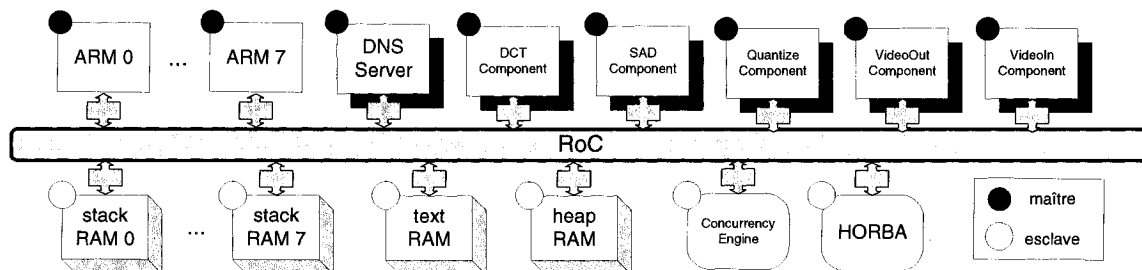 ARM 0
...
ARM 7
DNS
Server
DCT
Component
SAD
Component
Quantize
Component
VideoOut
Component
VideoIn
Component
RoC
stack
RAM 0
...
stack
RAM 7
text
RAM
heap
RAM
Concurrency
Engine
HORBA
maître
esclave